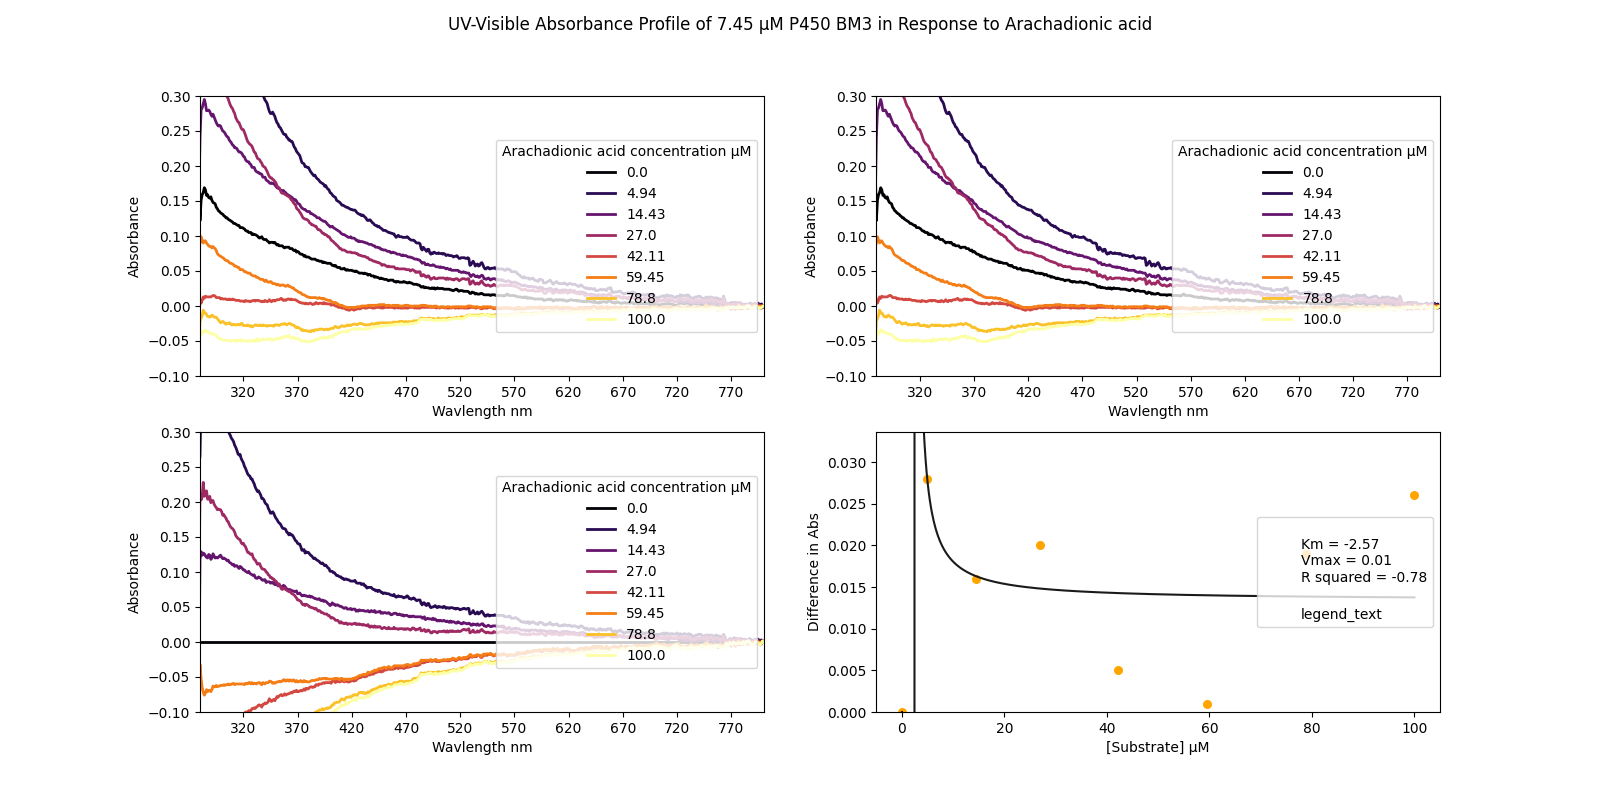 UV-Visible Absorbance Profile of 7.45 μM P450 BM3 in Response to Arachadionic acid
0.30
0.25
0.20
0.15
0.10
0.05
0.00
−0.05
−0.10
Absorbance
320 370 420 470 520 570 620 670 720 770
Wavlength nm
Arachadionic acid concentration μM
0.0
4.94
14.43
27.0
42.11
59.45
78.8
100.0
0.30
0.25
0.20
0.15
0.10
0.05
0.00
−0.05
−0.10
Absorbance
320 370 420 470 520 570 620 670 720 770
Wavlength nm
Arachadionic acid concentration μM
0.0
4.94
14.43
27.0
42.11
59.45
78.8
100.0
0.30
0.25
0.20
0.15
0.10
0.05
0.00
−0.05
−0.10
Absorbance
320 370 420 470 520 570 620 670 720 770
Wavlength nm
Arachadionic acid concentration μM
0.0
4.94
14.43
27.0
42.11
59.45
78.8
100.0
0.030
0.025
0.020
0.015
0.010
0.005
0.000
Difference in Abs
0 20 40 60 80 100
[Substrate] μM
Km = -2.57
Vmax = 0.01
R squared = -0.78
legend_text